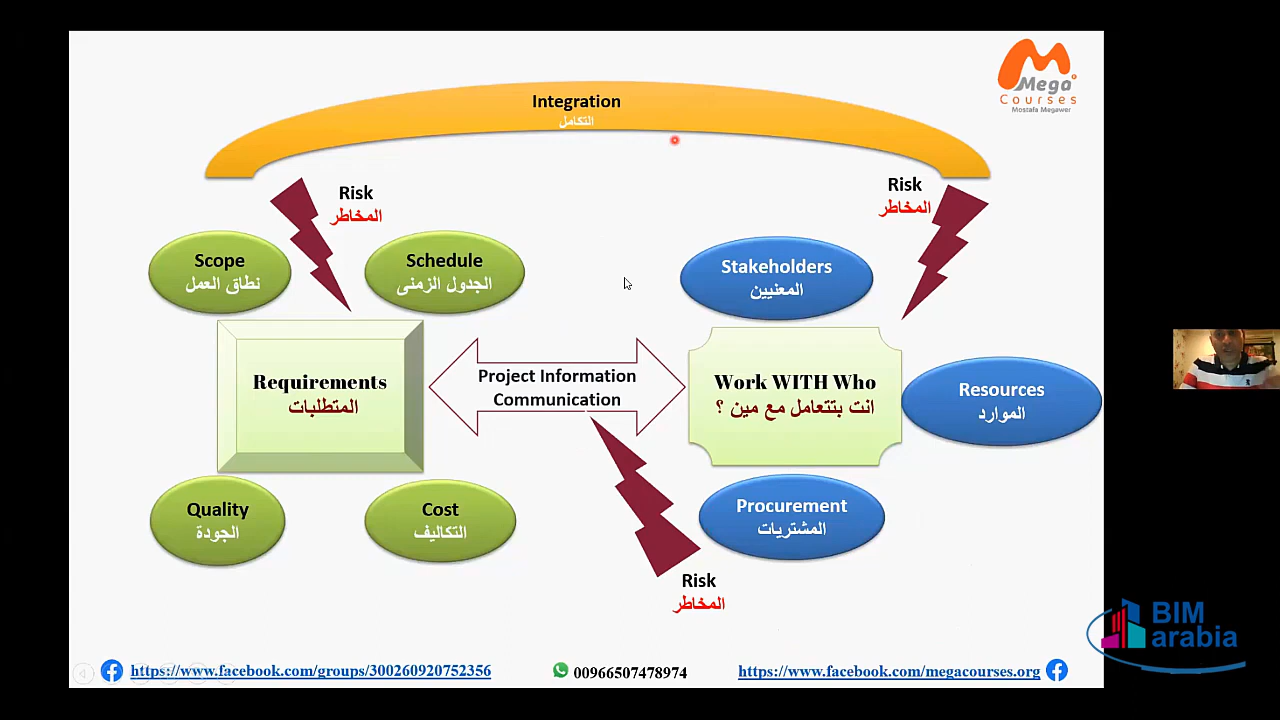 Mega
Courses
Mostafa Megawer
Integration
التكامل
Risk
المخاطر
Risk
المخاطر
Scope
نطاق العمل
Schedule
الجدول الزمنى
Stakeholders
المعنيين
Requirements
المتطلبات
Project Information
Communication
Work WITH Who
انت بتتعامل مع مين ؟
Resources
الموارد
Quality
الجودة
Cost
التكاليف
Procurement
المشتريات
Risk
المخاطر
BIM
arabia
https://www.facebook.com/groups/300260920752356
00966507478974
https://www.facebook.com/megacourses.org